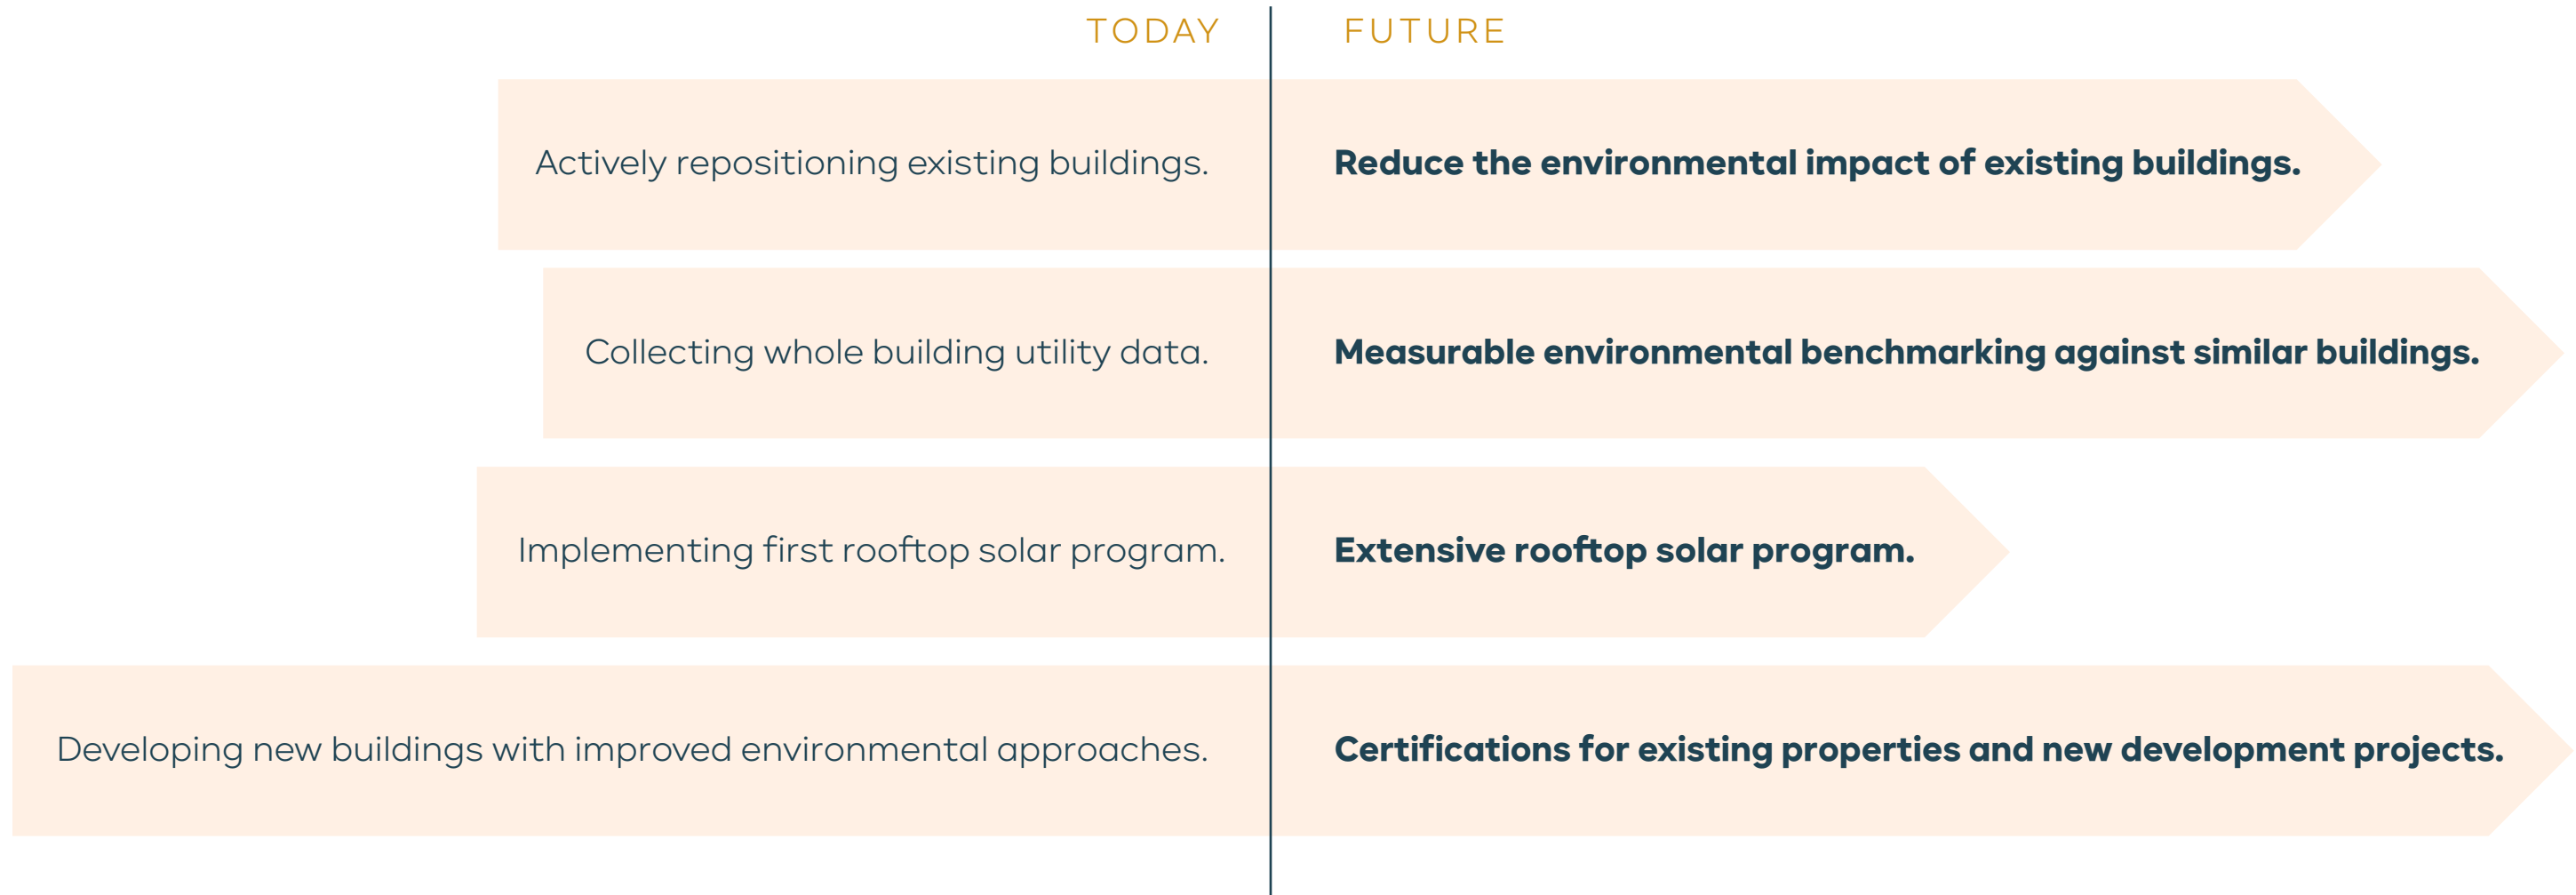 TODAY
FUTURE
Actively repositioning existing buildings.
Reduce the environmental impact of existing buildings.
Collecting whole building utility data.
Measurable environmental benchmarking against similar buildings.
Implementing first rooftop solar program.
Extensive rooftop solar program.
Developing new buildings with improved environmental approaches.
Certifications for existing properties and new development projects.